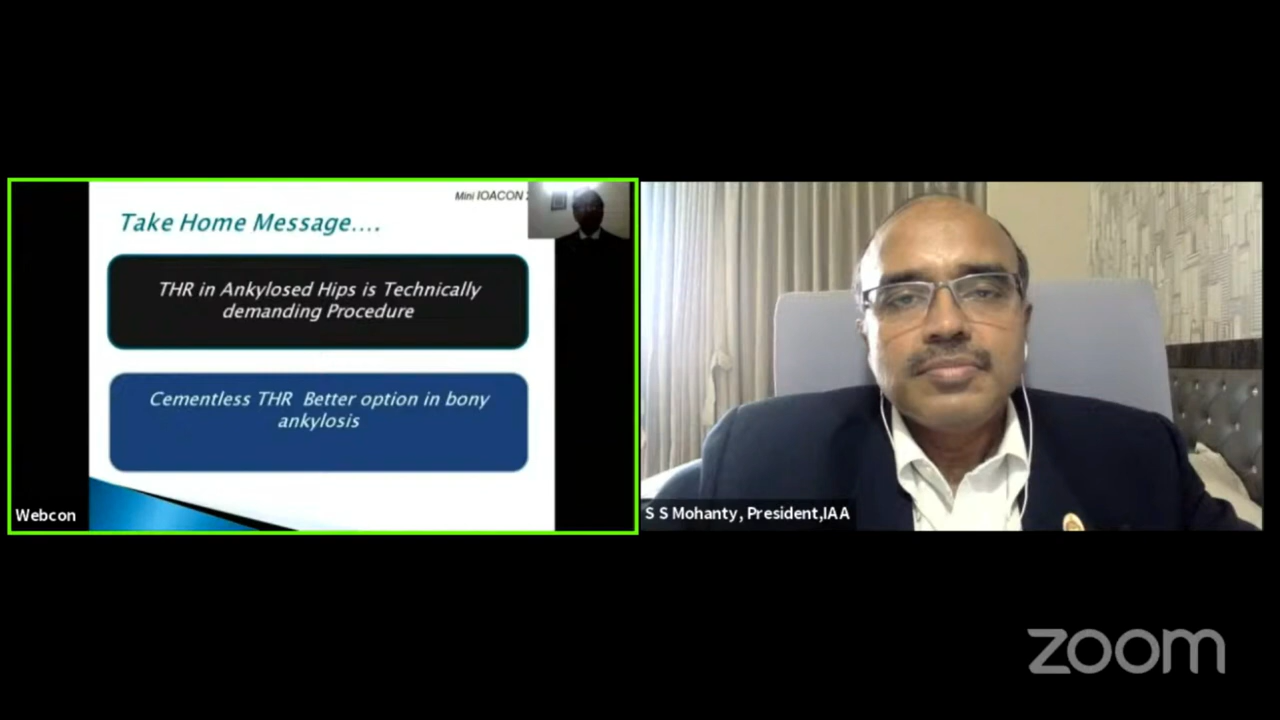 Mini IOACON
Take Home Message....
THR in Ankylosed Hips is Technically
demanding Procedure
Cementless THR Better option in bony
ankylosis
Webcon
S S Mohanty, President,IAA
zoom